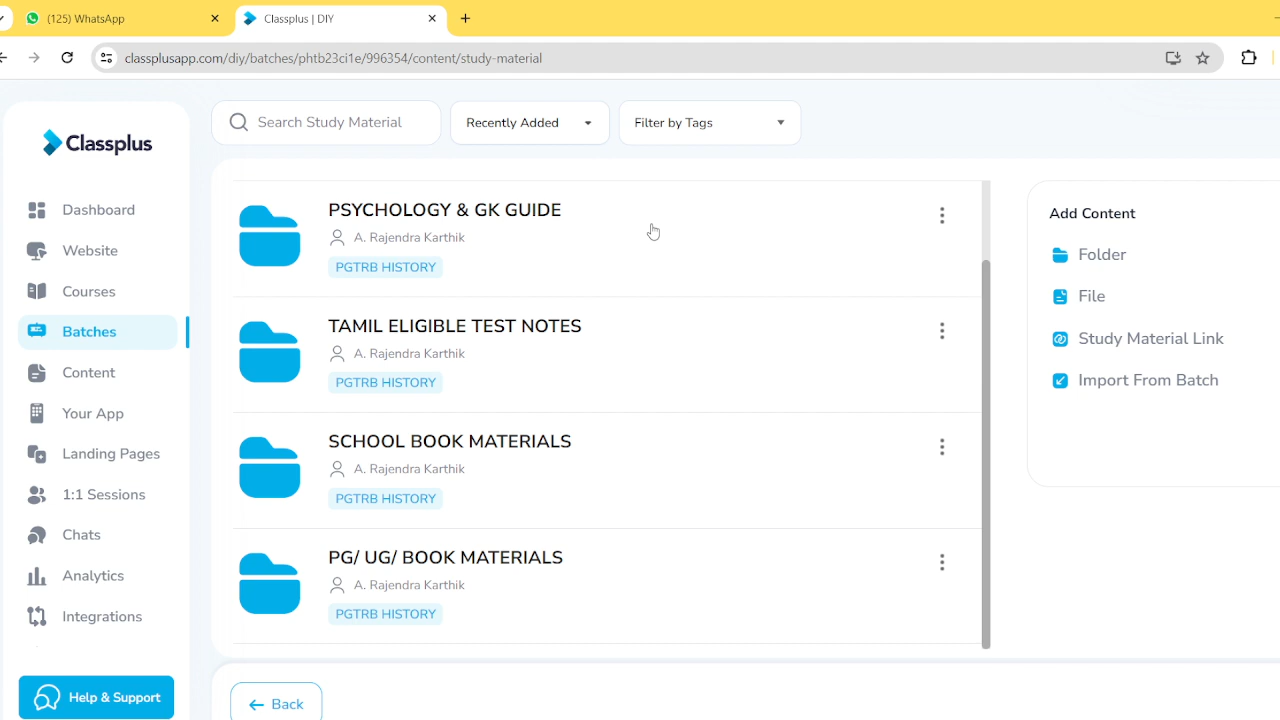 (125) WhatsApp
Classplus | DIY
classplusapp.com/diy/batches/phtb23ci1e/996354/content/study-material
Classplus
Dashboard
Website
Courses
Batches
Content
Your App
Landing Pages
1:1 Sessions
Chats
Analytics
Integrations
Help & Support
Search Study Material
Recently Added
Filter by Tags
PSYCHOLOGY & GK GUIDE
A. Rajendra Karthik
PGTRB HISTORY
TAMIL ELIGIBLE TEST NOTES
A. Rajendra Karthik
PGTRB HISTORY
SCHOOL BOOK MATERIALS
A. Rajendra Karthik
PGTRB HISTORY
PG/ UG/ BOOK MATERIALS
A. Rajendra Karthik
PGTRB HISTORY
Back
Add Content
Folder
File
Study Material Link
Import From Batch